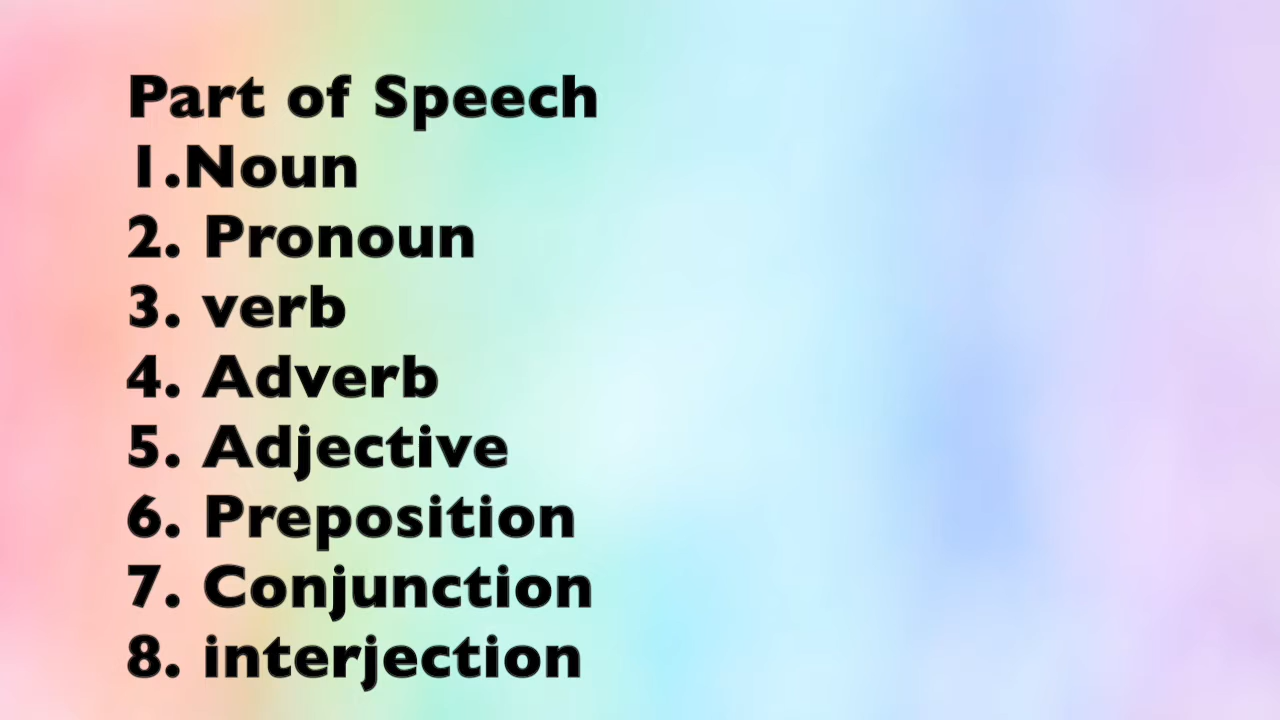 Part of Speech
1.Noun
2. Pronoun
3. verb
4. Adverb
5. Adjective
6. Preposition
7. Conjunction
8. interjection